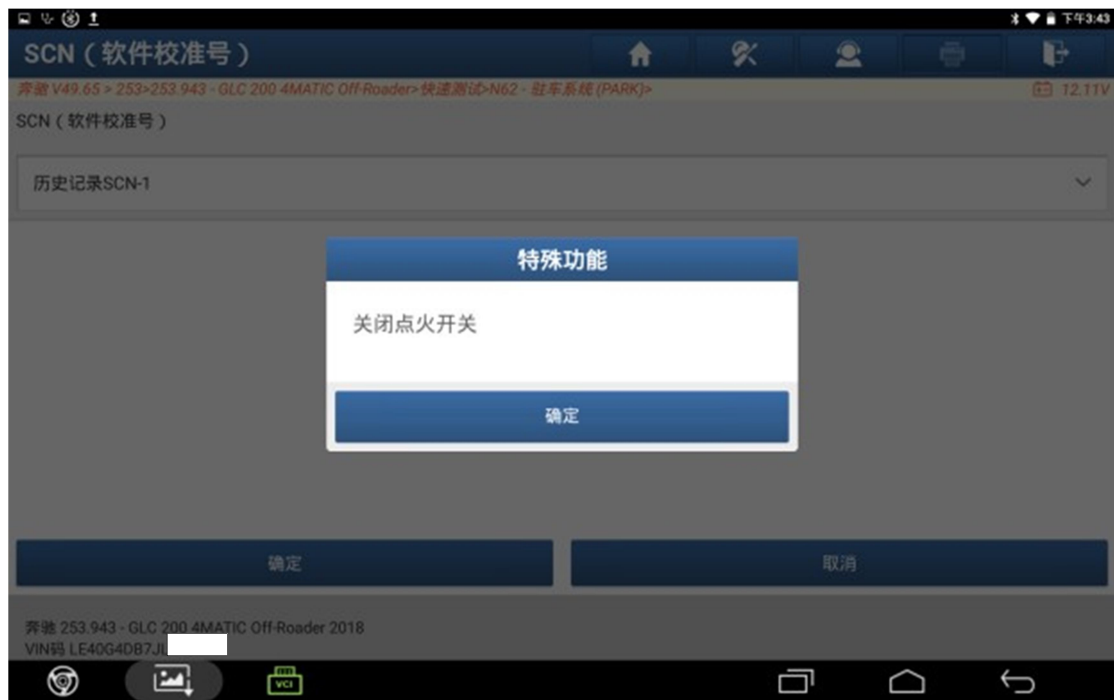 下午3:43
SCN（软件校准号）
奔驰 V49.65 > 253>253.943 - GLC 200 4MATIC Off-Roader>快速测试>N62 - 驻车系统 (PARK)>
12.11V
SCN（软件校准号）
历史记录SCN-1
特殊功能
关闭点火开关
确定
确定
取消
奔驰 253.943 - GLC 200 4MATIC Off-Roader 2018
VIN码 LE40G4DB7JL
VCI